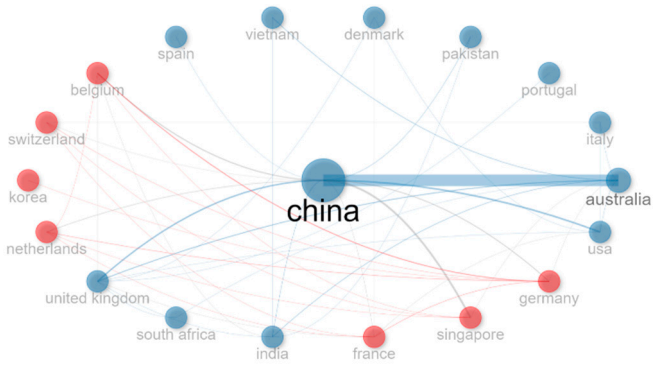 vietnam
denmark
spain
pakistan
belgium
portugal
switzerland
italy
korea
china
australia
netherlands
usa
united kingdom
germany
south africa
singapore
india
france